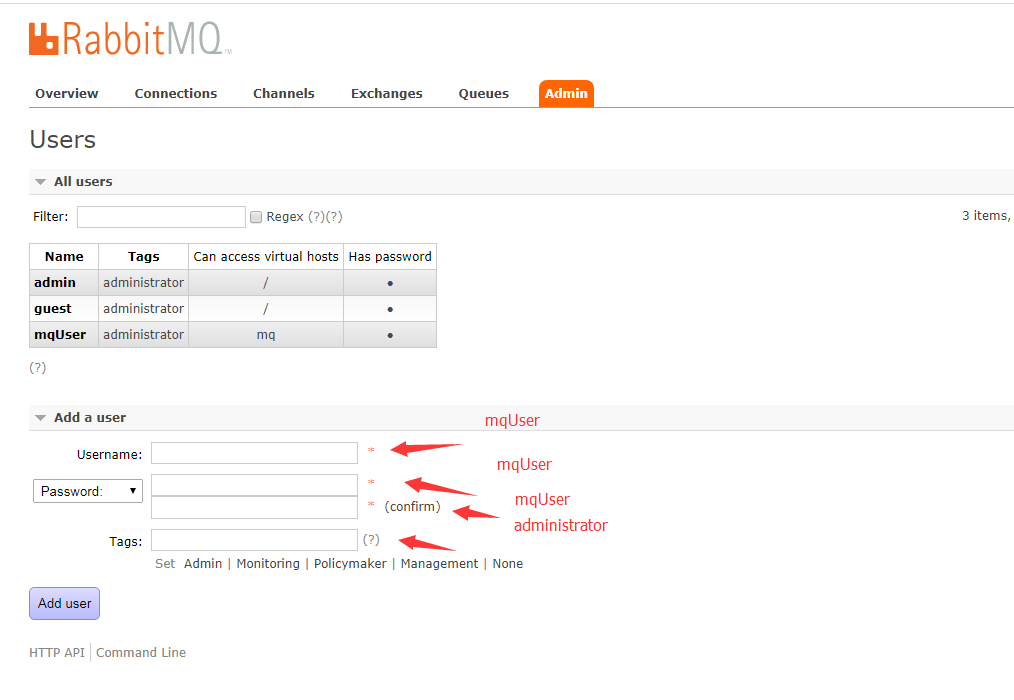 RabbitMQ™
Overview Connections Channels Exchanges Queues Admin
Users
All users
Filter: Regex (?)(?) 3 items,
Name Tags Can access virtual hosts Has password
admin administrator / ●
guest administrator / ●
mqUser administrator mq ●
(?)
Add a user
mqUser
Username: *
mqUser
Password: *
mqUser
* (confirm)
administrator
Tags: (?)
Set Admin | Monitoring | Policymaker | Management | None
Add user
HTTP API Command Line